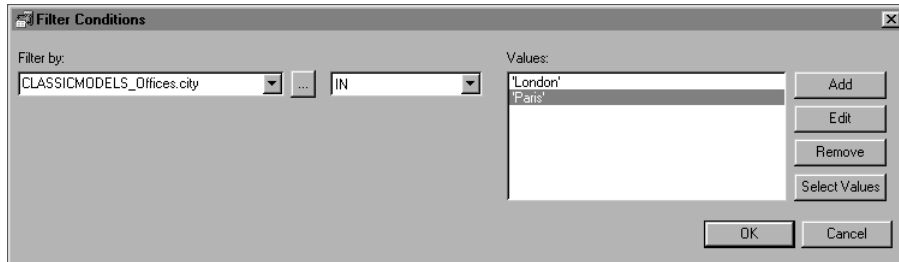 Filter Conditions
Filter by:
CLASSICMODELS_Offices.city
...
IN
Values:
'London'
'Paris'
Add
Edit
Remove
Select Values
OK
Cancel